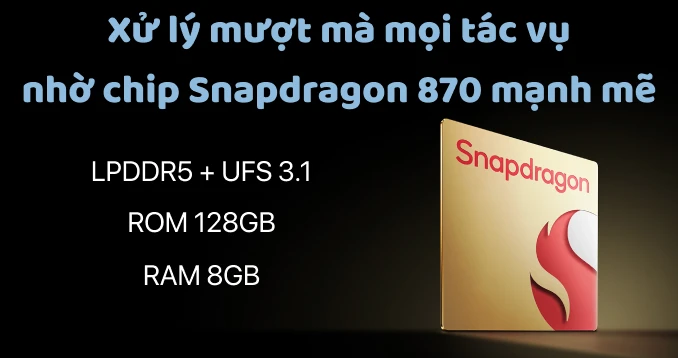 Xử lý mượt mà mọi tác vụ
nhờ chip Snapdragon 870 mạnh mẽ
LPDDR5 + UFS 3.1
ROM 128GB
RAM 8GB
Snapdragon